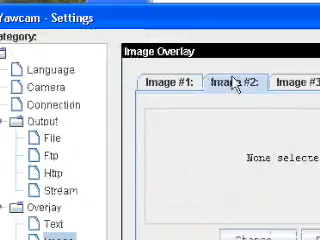 Yawcam - Settings
ategory:
Image Overlay
Language
Camera
Connection
Output
File
Ftp
Http
Stream
Overlay
Text
Image #1:
Image #2:
Image #3
None selecte